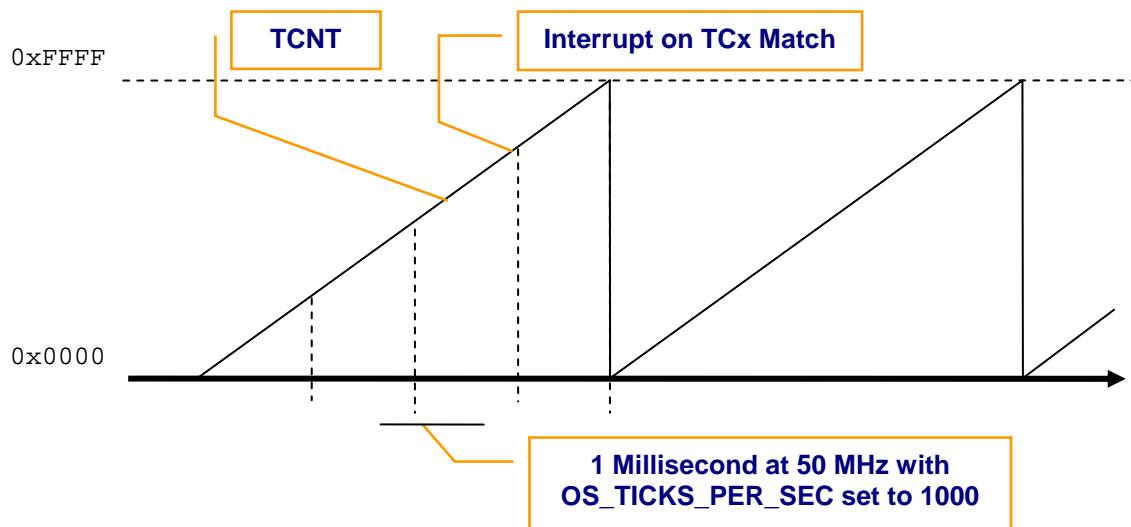 TCNT
Interrupt on TCx Match
0xFFFF
0x0000
1 Millisecond at 50 MHz with
OS_TICKS_PER_SEC set to 1000